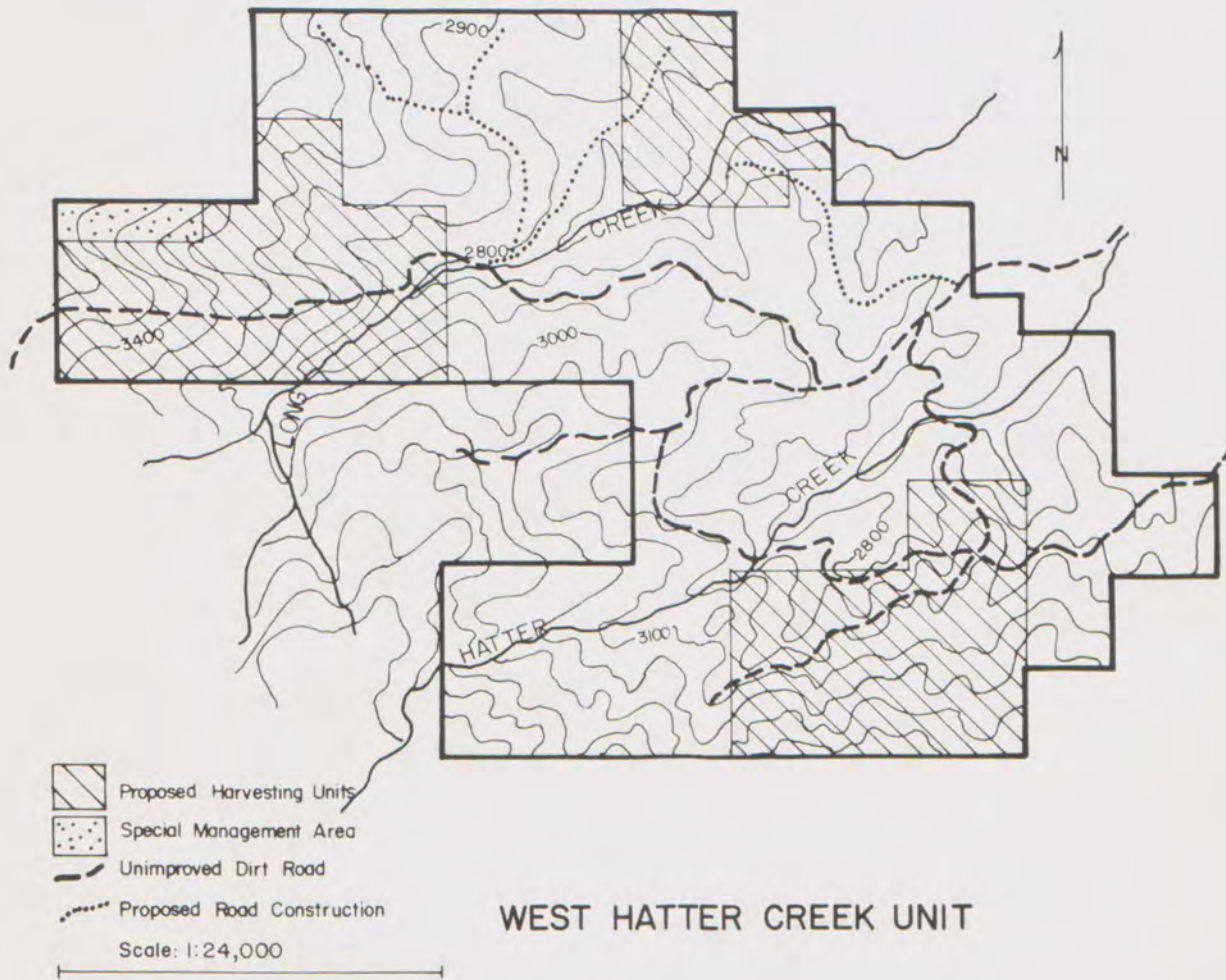 2900
N
CREEK
2800
3400
3000
LONG
CREEK
2800
3100
HATTER
Proposed Harvesting Units
Special Management Area
Unimproved Dirt Road
Proposed Road Construction
Scale: 1:24,000
WEST HATTER CREEK UNIT